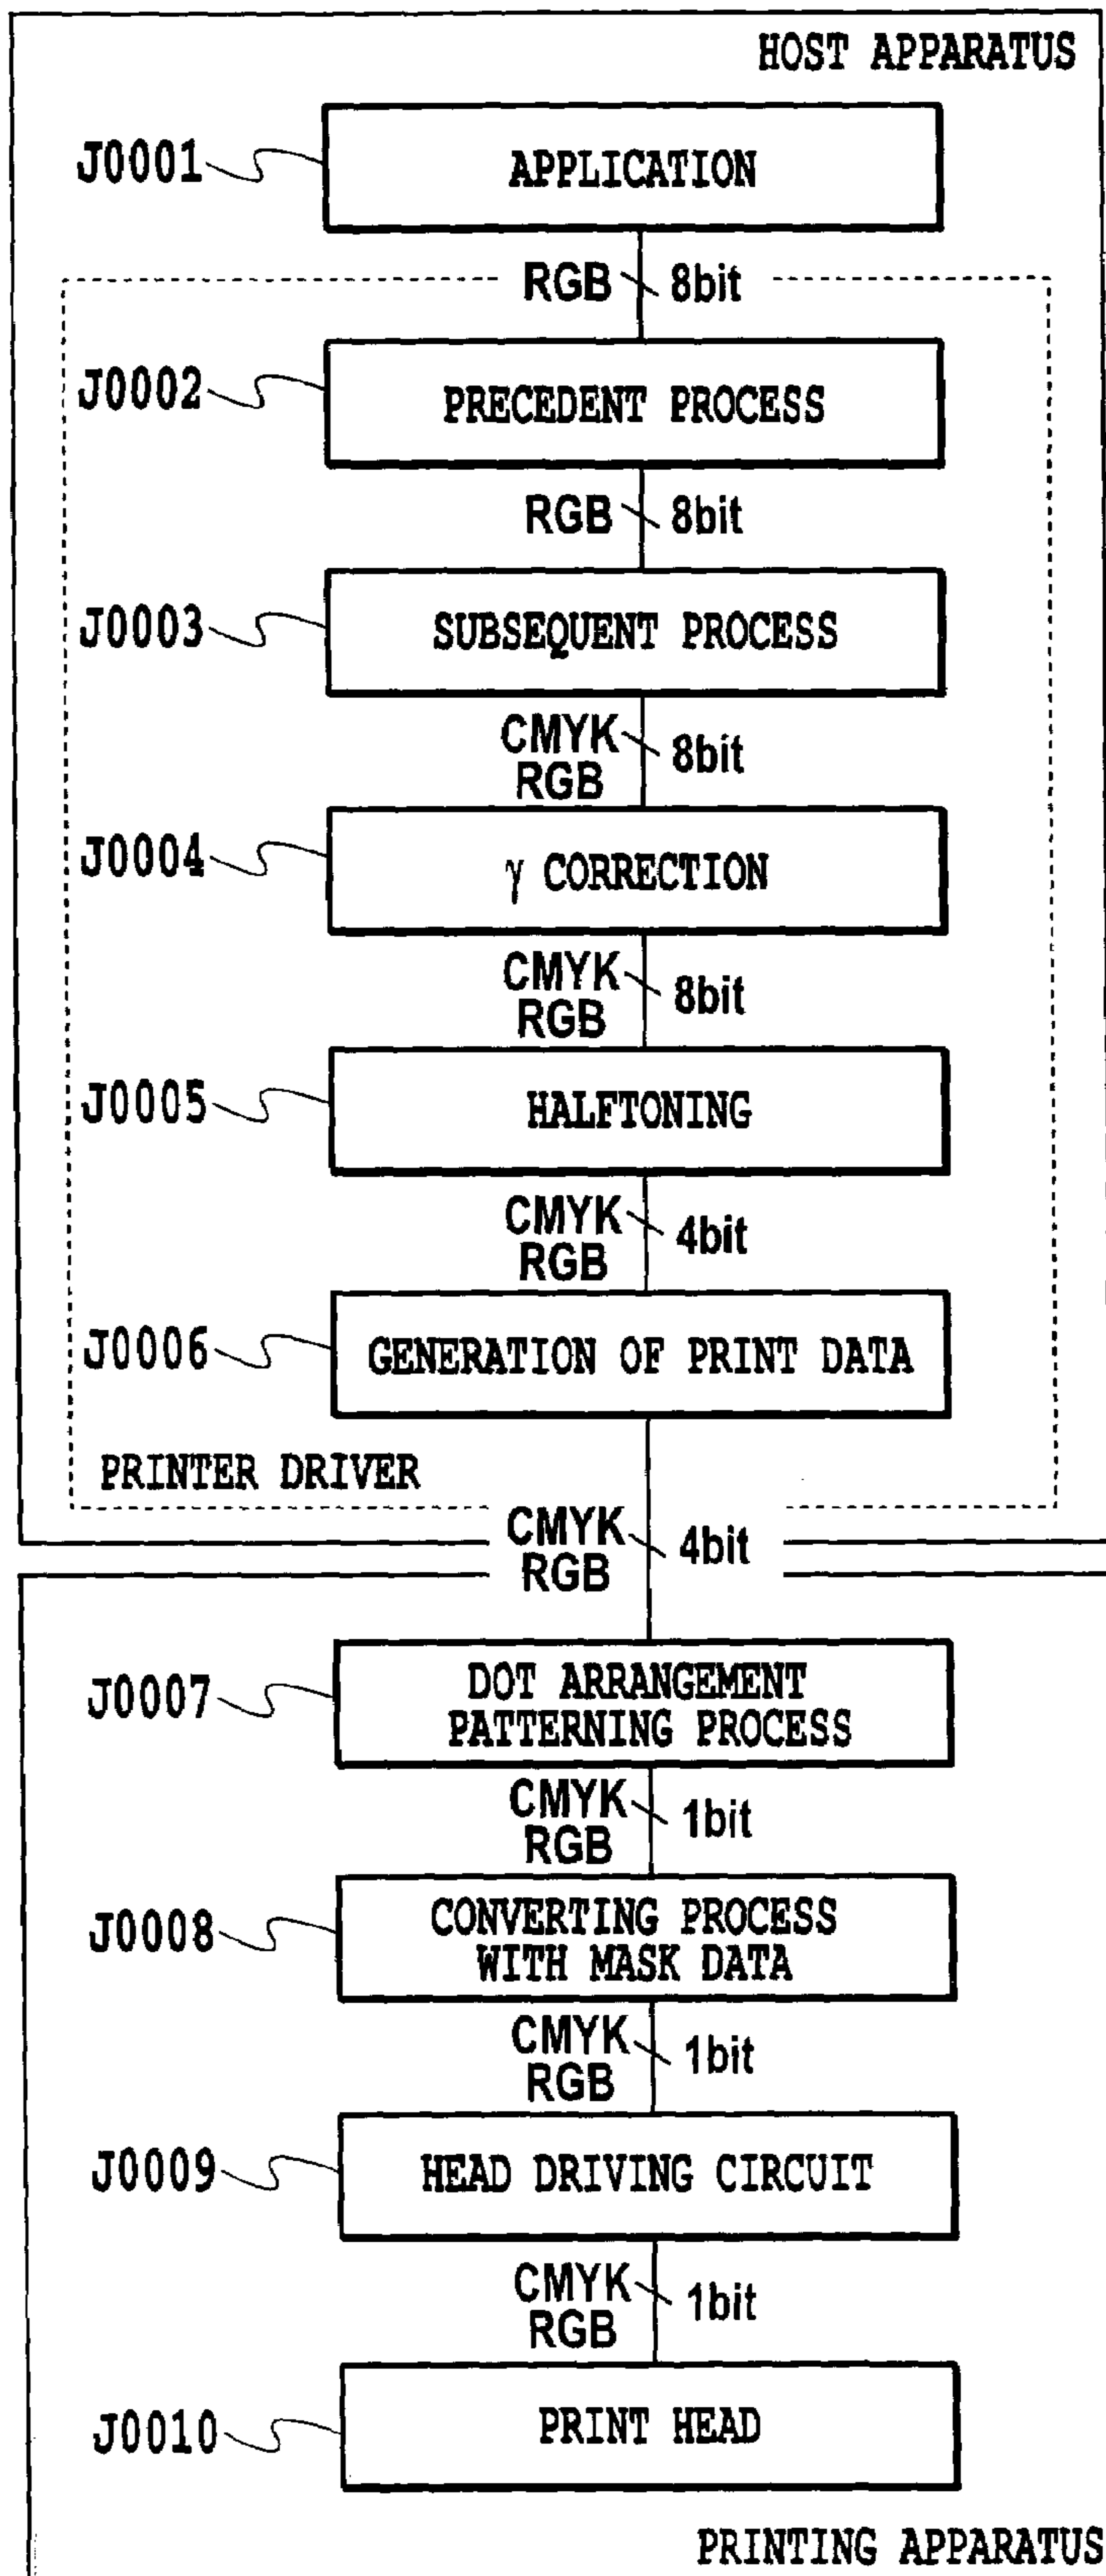 HOST APPARATUS
J0001
APPLICATION
RGB 8bit
J0002
PRECEDENT PROCESS
RGB 8bit
J0003
SUBSEQUENT PROCESS
CMYK
RGB
8bit
J0004
γ CORRECTION
CMYK
RGB
8bit
J0005
HALFTONING
CMYK
RGB
4bit
J0006
GENERATION OF PRINT DATA
PRINTER DRIVER
CMYK
RGB
4bit
J0007
DOT ARRANGEMENT
PATTERNING PROCESS
CMYK
RGB
1bit
J0008
CONVERTING PROCESS
WITH MASK DATA
CMYK
RGB
1bit
J0009
HEAD DRIVING CIRCUIT
CMYK
RGB
1bit
J0010
PRINT HEAD
PRINTING APPARATUS